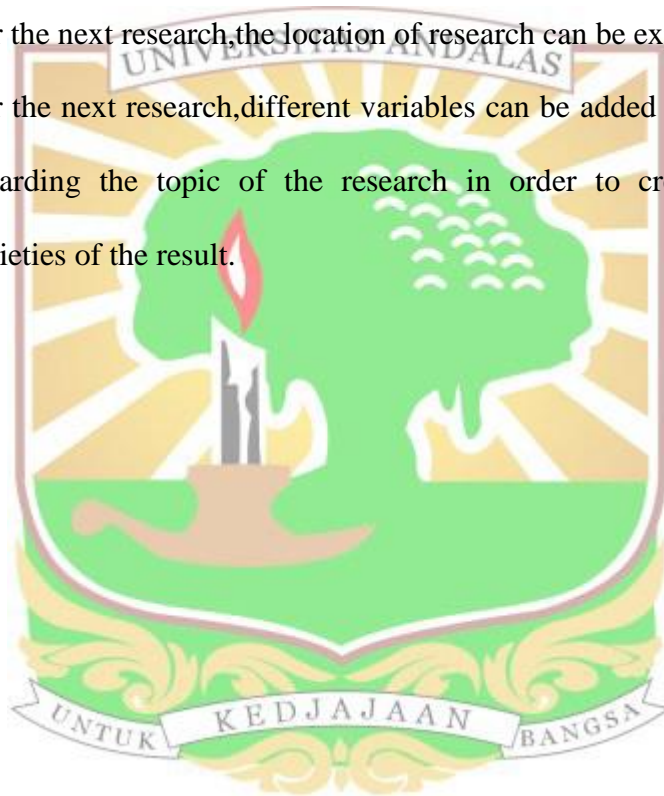 r the next research,the location of research can be ex
UNIVERSITAS ANDALAS
r the next research,different variables can be added
arding the topic of the research in order to cr
ieties of the result.
UNTUK KEDJAJAAN BANGSA